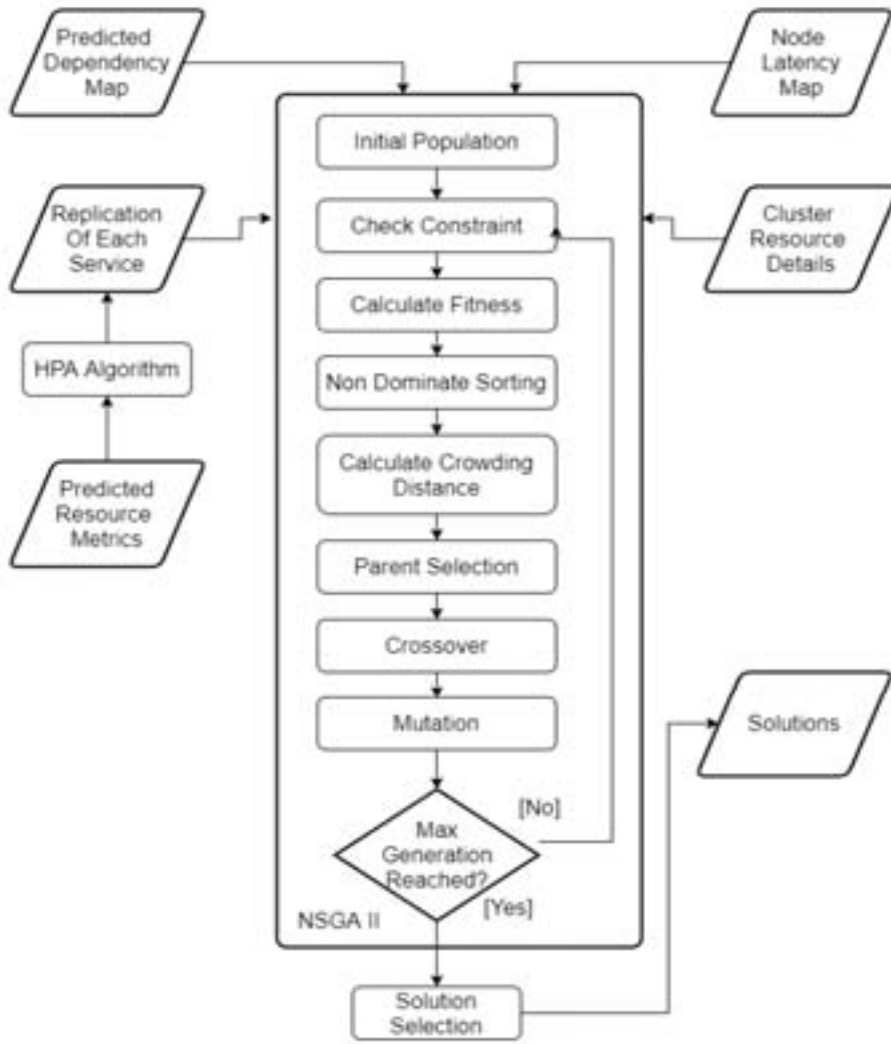 Predicted
Dependency
Map
Node
Latency
Map
Initial Population
Replication
Of Each
Service
Check Constraint
Cluster
Resource
Details
Calculate Fitness
HPA Algorithm
Non Dominate Sorting
Calculate Crowding
Distance
Predicted
Resource
Metrics
Parent Selection
Crossover
Mutation
Solutions
[No]
Max
Generation
Reached?
[Yes]
NSGA II
Solution
Selection